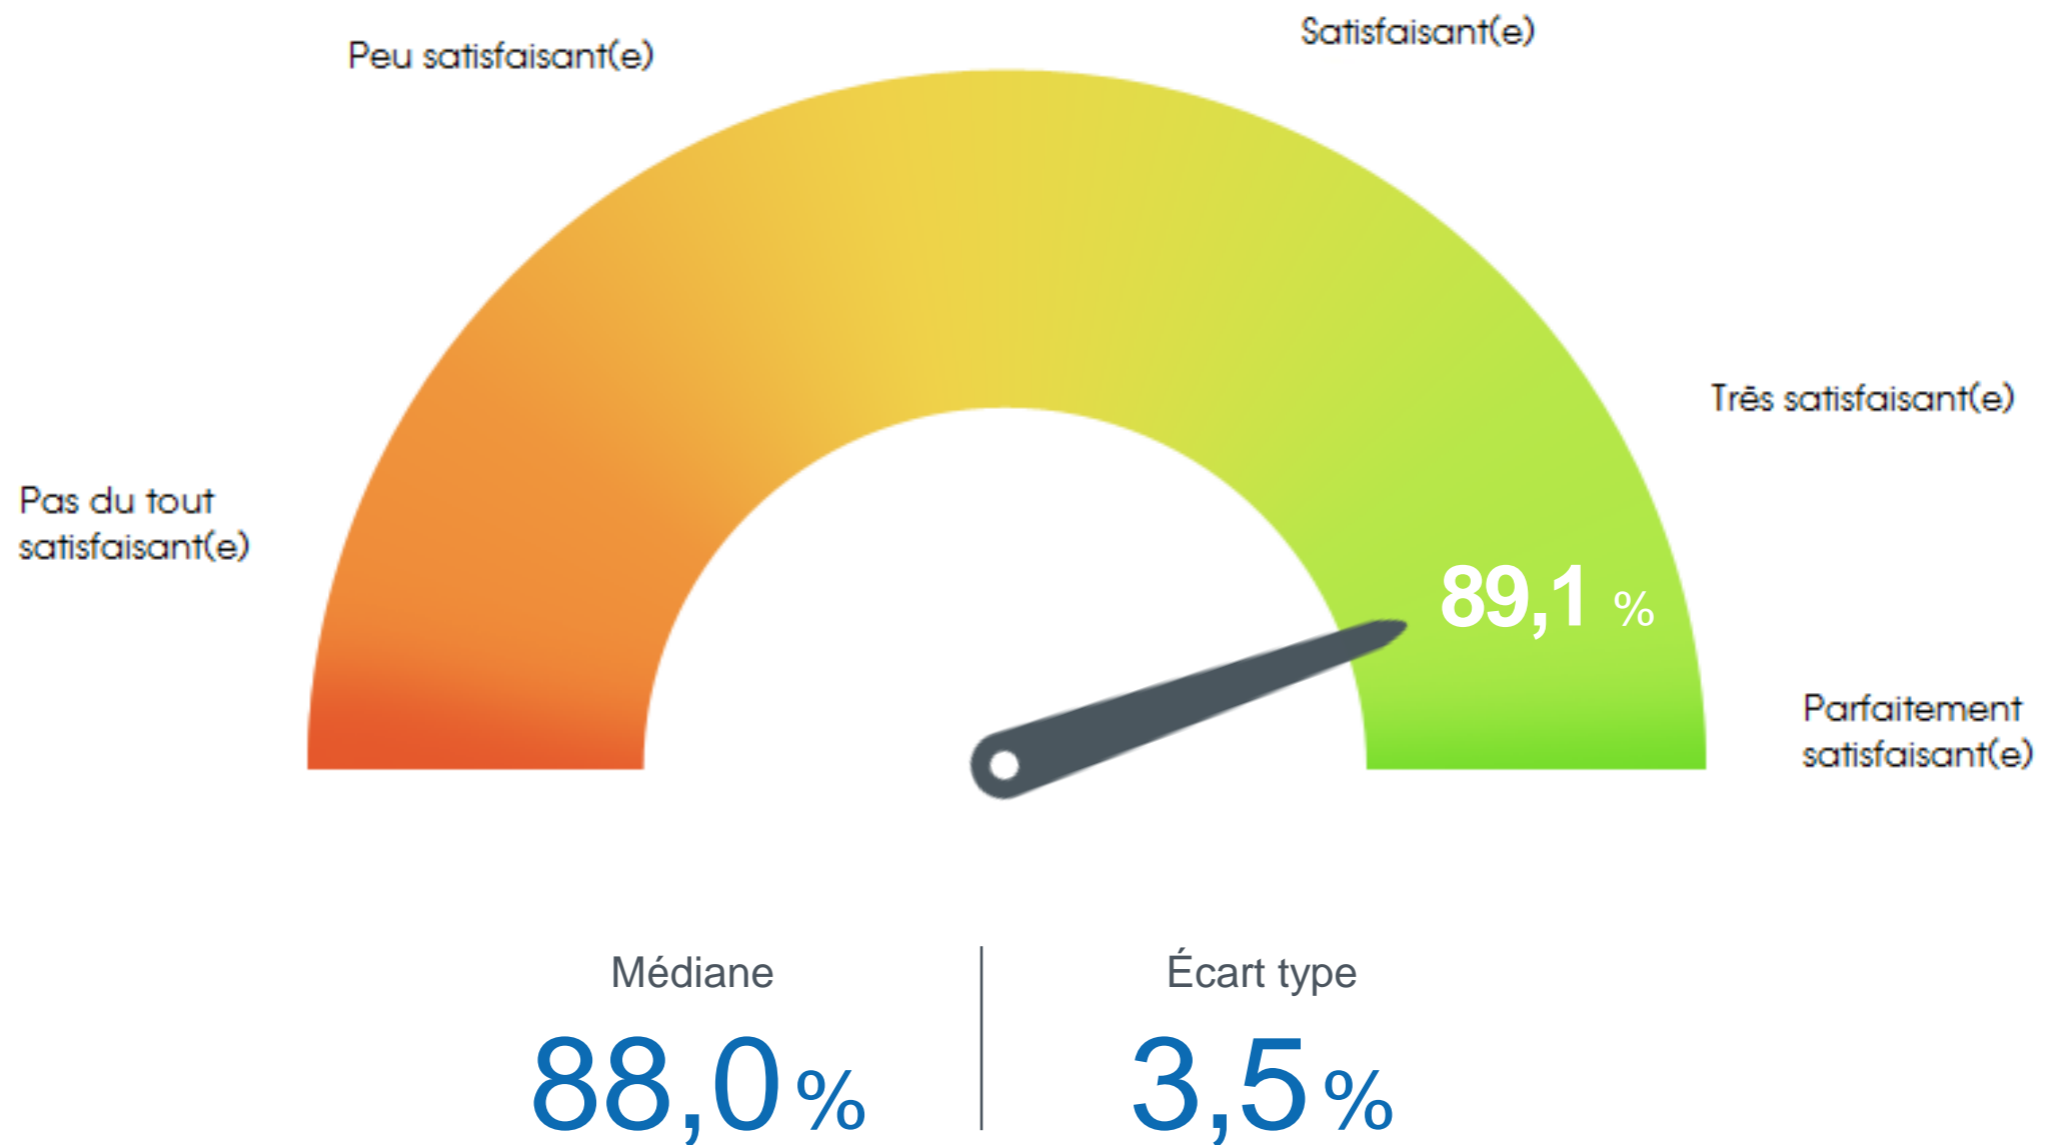 Satisfaisant(e)
Peu satisfaisant(e)
Très satisfaisant(e)
Pas du tout
satisfaisant(e)
89,1 %
Parfaitement
satisfaisant(e)
Médiane
88,0 %
Écart type
3,5 %